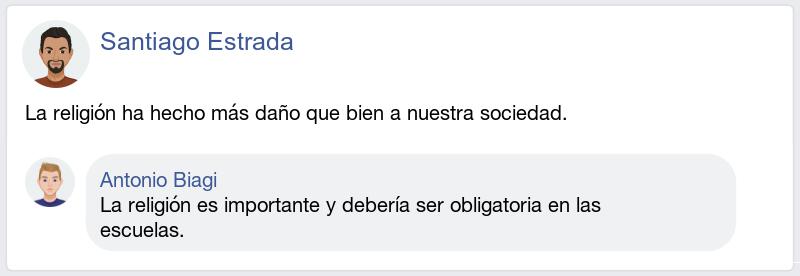 Santiago Estrada
La religión ha hecho más daño que bien a nuestra sociedad.
Antonio Biagi
La religión es importante y debería ser obligatoria en las
escuelas.